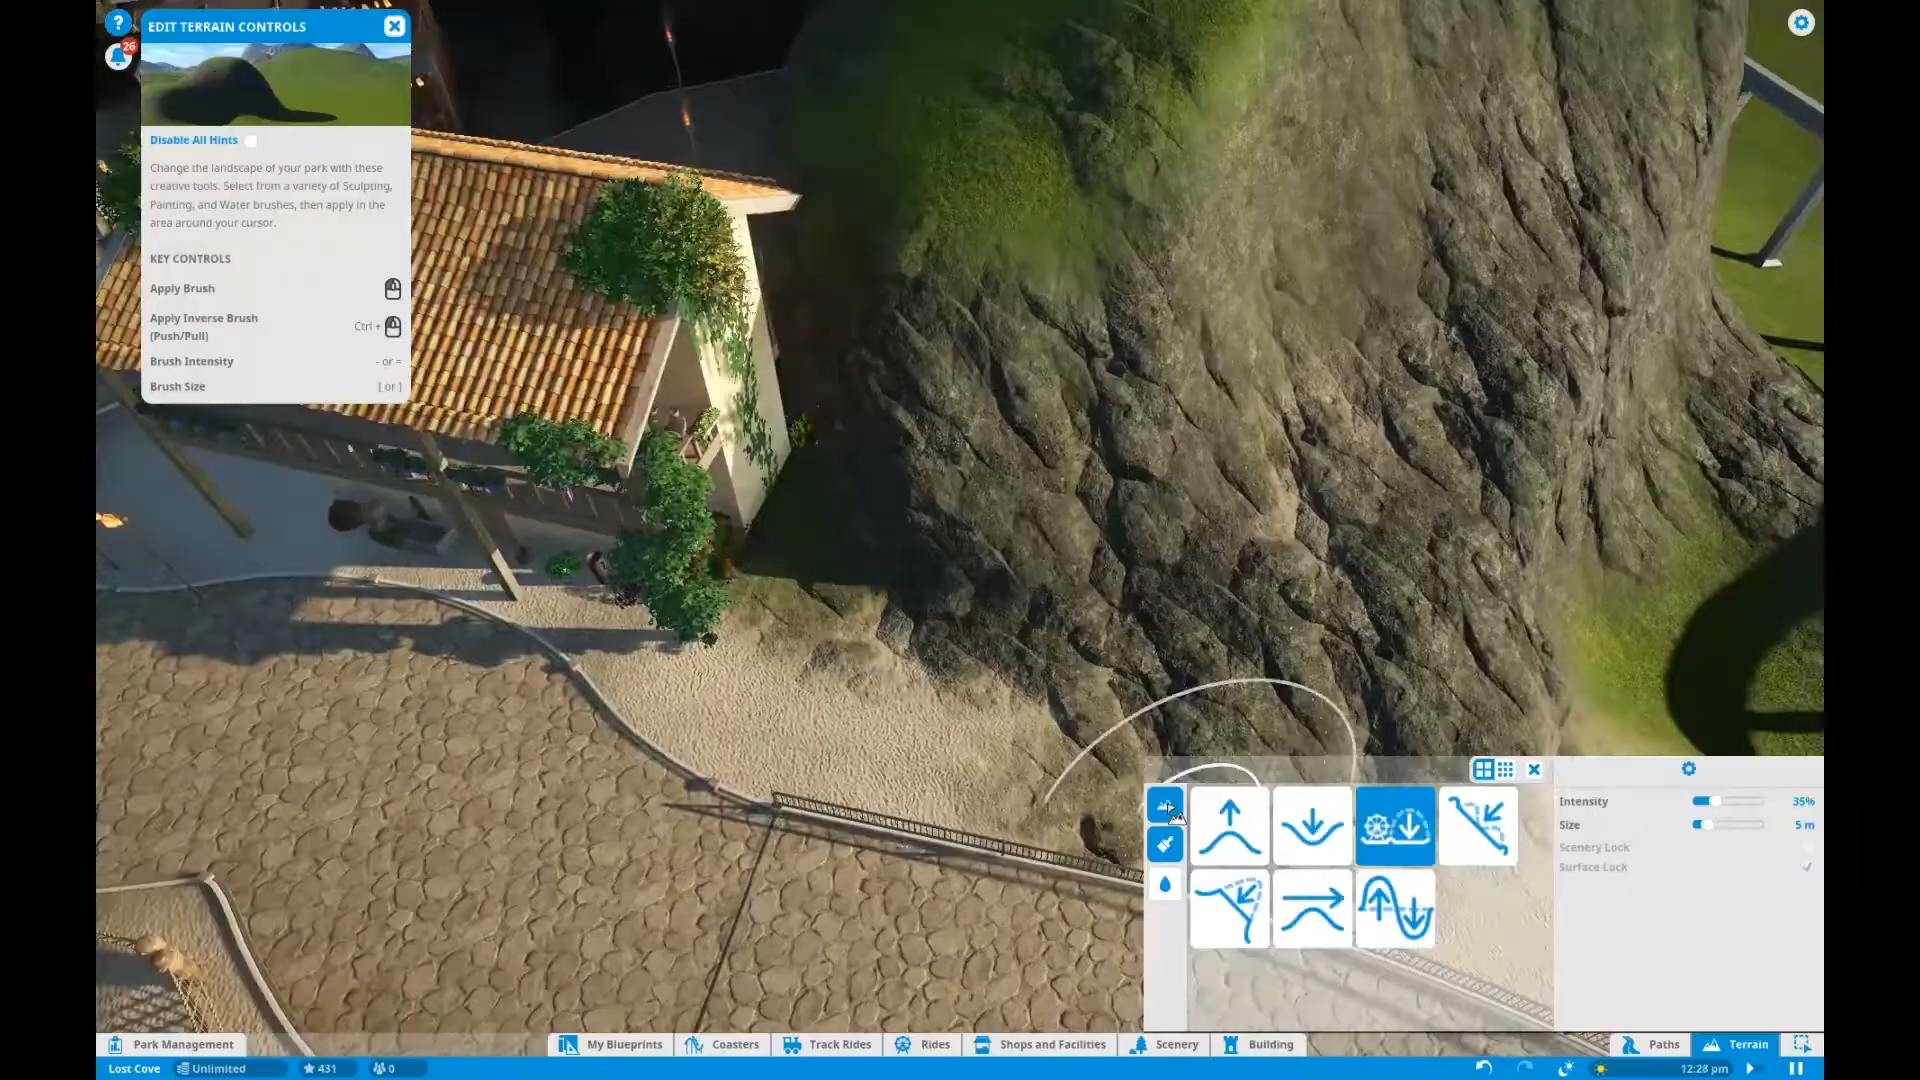 ?
EDIT TERRAIN CONTROLS
26
Disable All Hints
Change the landscape of your park with these
creative tools. Select from a variety of Sculpting,
Painting, and Water brushes, then apply in the
area around your cursor.
KEY CONTROLS
Apply Brush
Apply Inverse Brush
(Push/Pull)
Ctrl +
Brush Intensity - or =
Brush Size [ or ]
Intensity 35%
Size 5 m
Scenery Lock
Surface Lock
Park Management My Blueprints Coasters Track Rides Rides Shops and Facilities Scenery Building Paths Terrain
Lost Cove Unlimited 431 0 12:28 pm